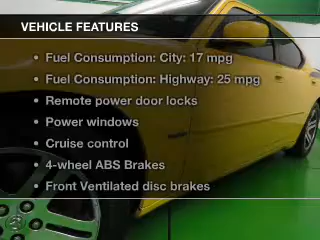 VEHICLE FEATURES
• Fuel Consumption: City: 17 mpg
• Fuel Consumption: Highway: 25 mpg
• Remote power door locks
• Power windows
• Cruise control
• 4-wheel ABS Brakes
• Front Ventilated disc brakes